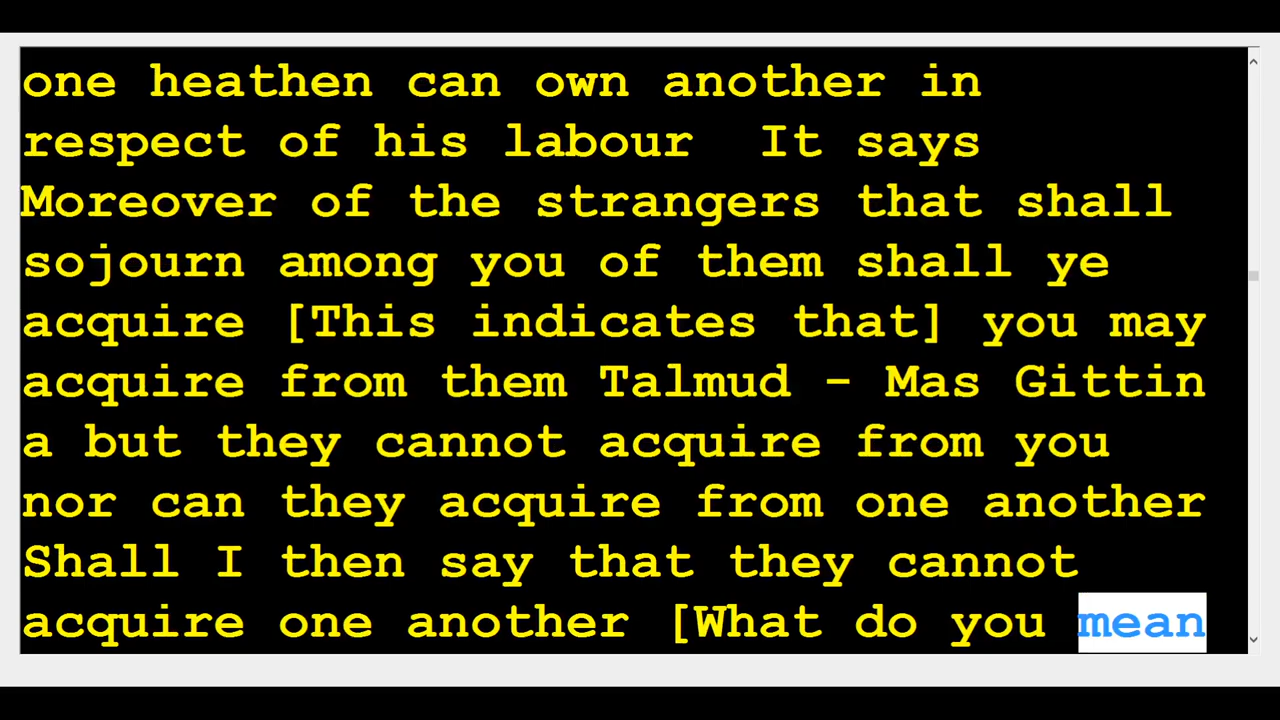 one heathen can own another in
respect of his labour  It says
Moreover of the strangers that shall
sojourn among you of them shall ye
acquire [This indicates that] you may
acquire from them Talmud - Mas Gittin
a but they cannot acquire from you
nor can they acquire from one another
Shall I then say that they cannot
acquire one another [What do you mean